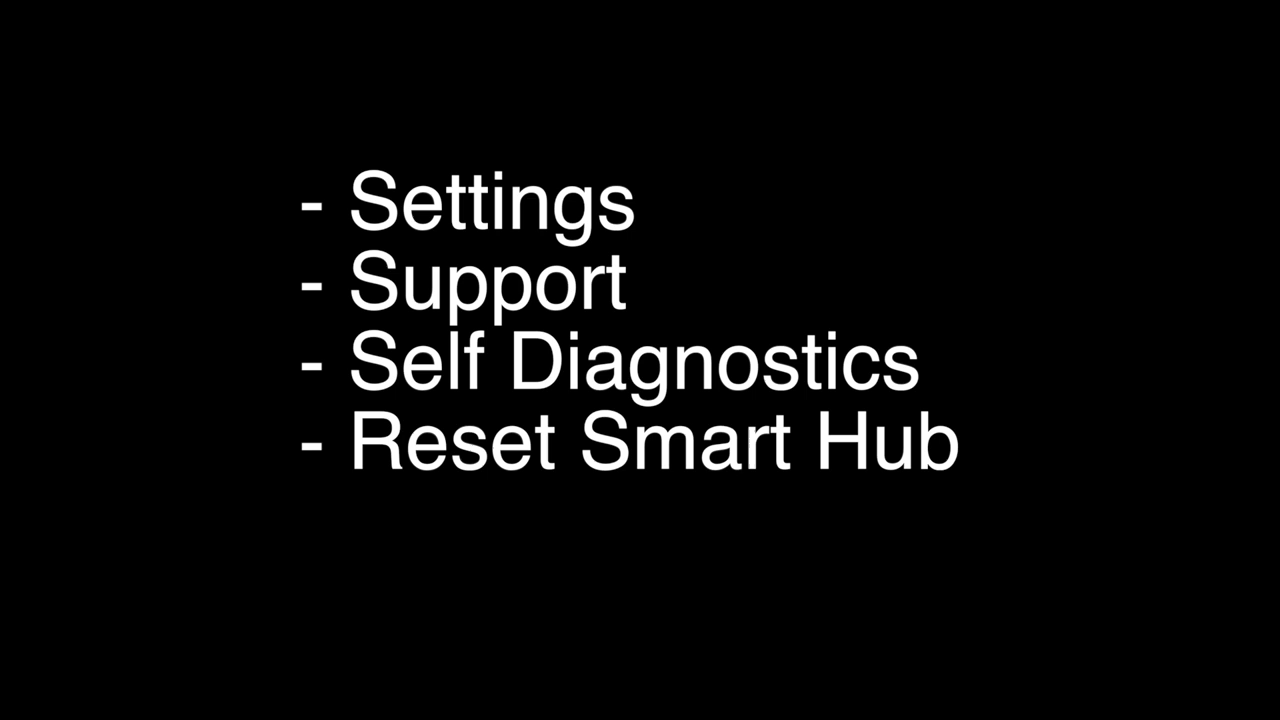 - Settings
- Support
- Self Diagnostics
- Reset Smart Hub